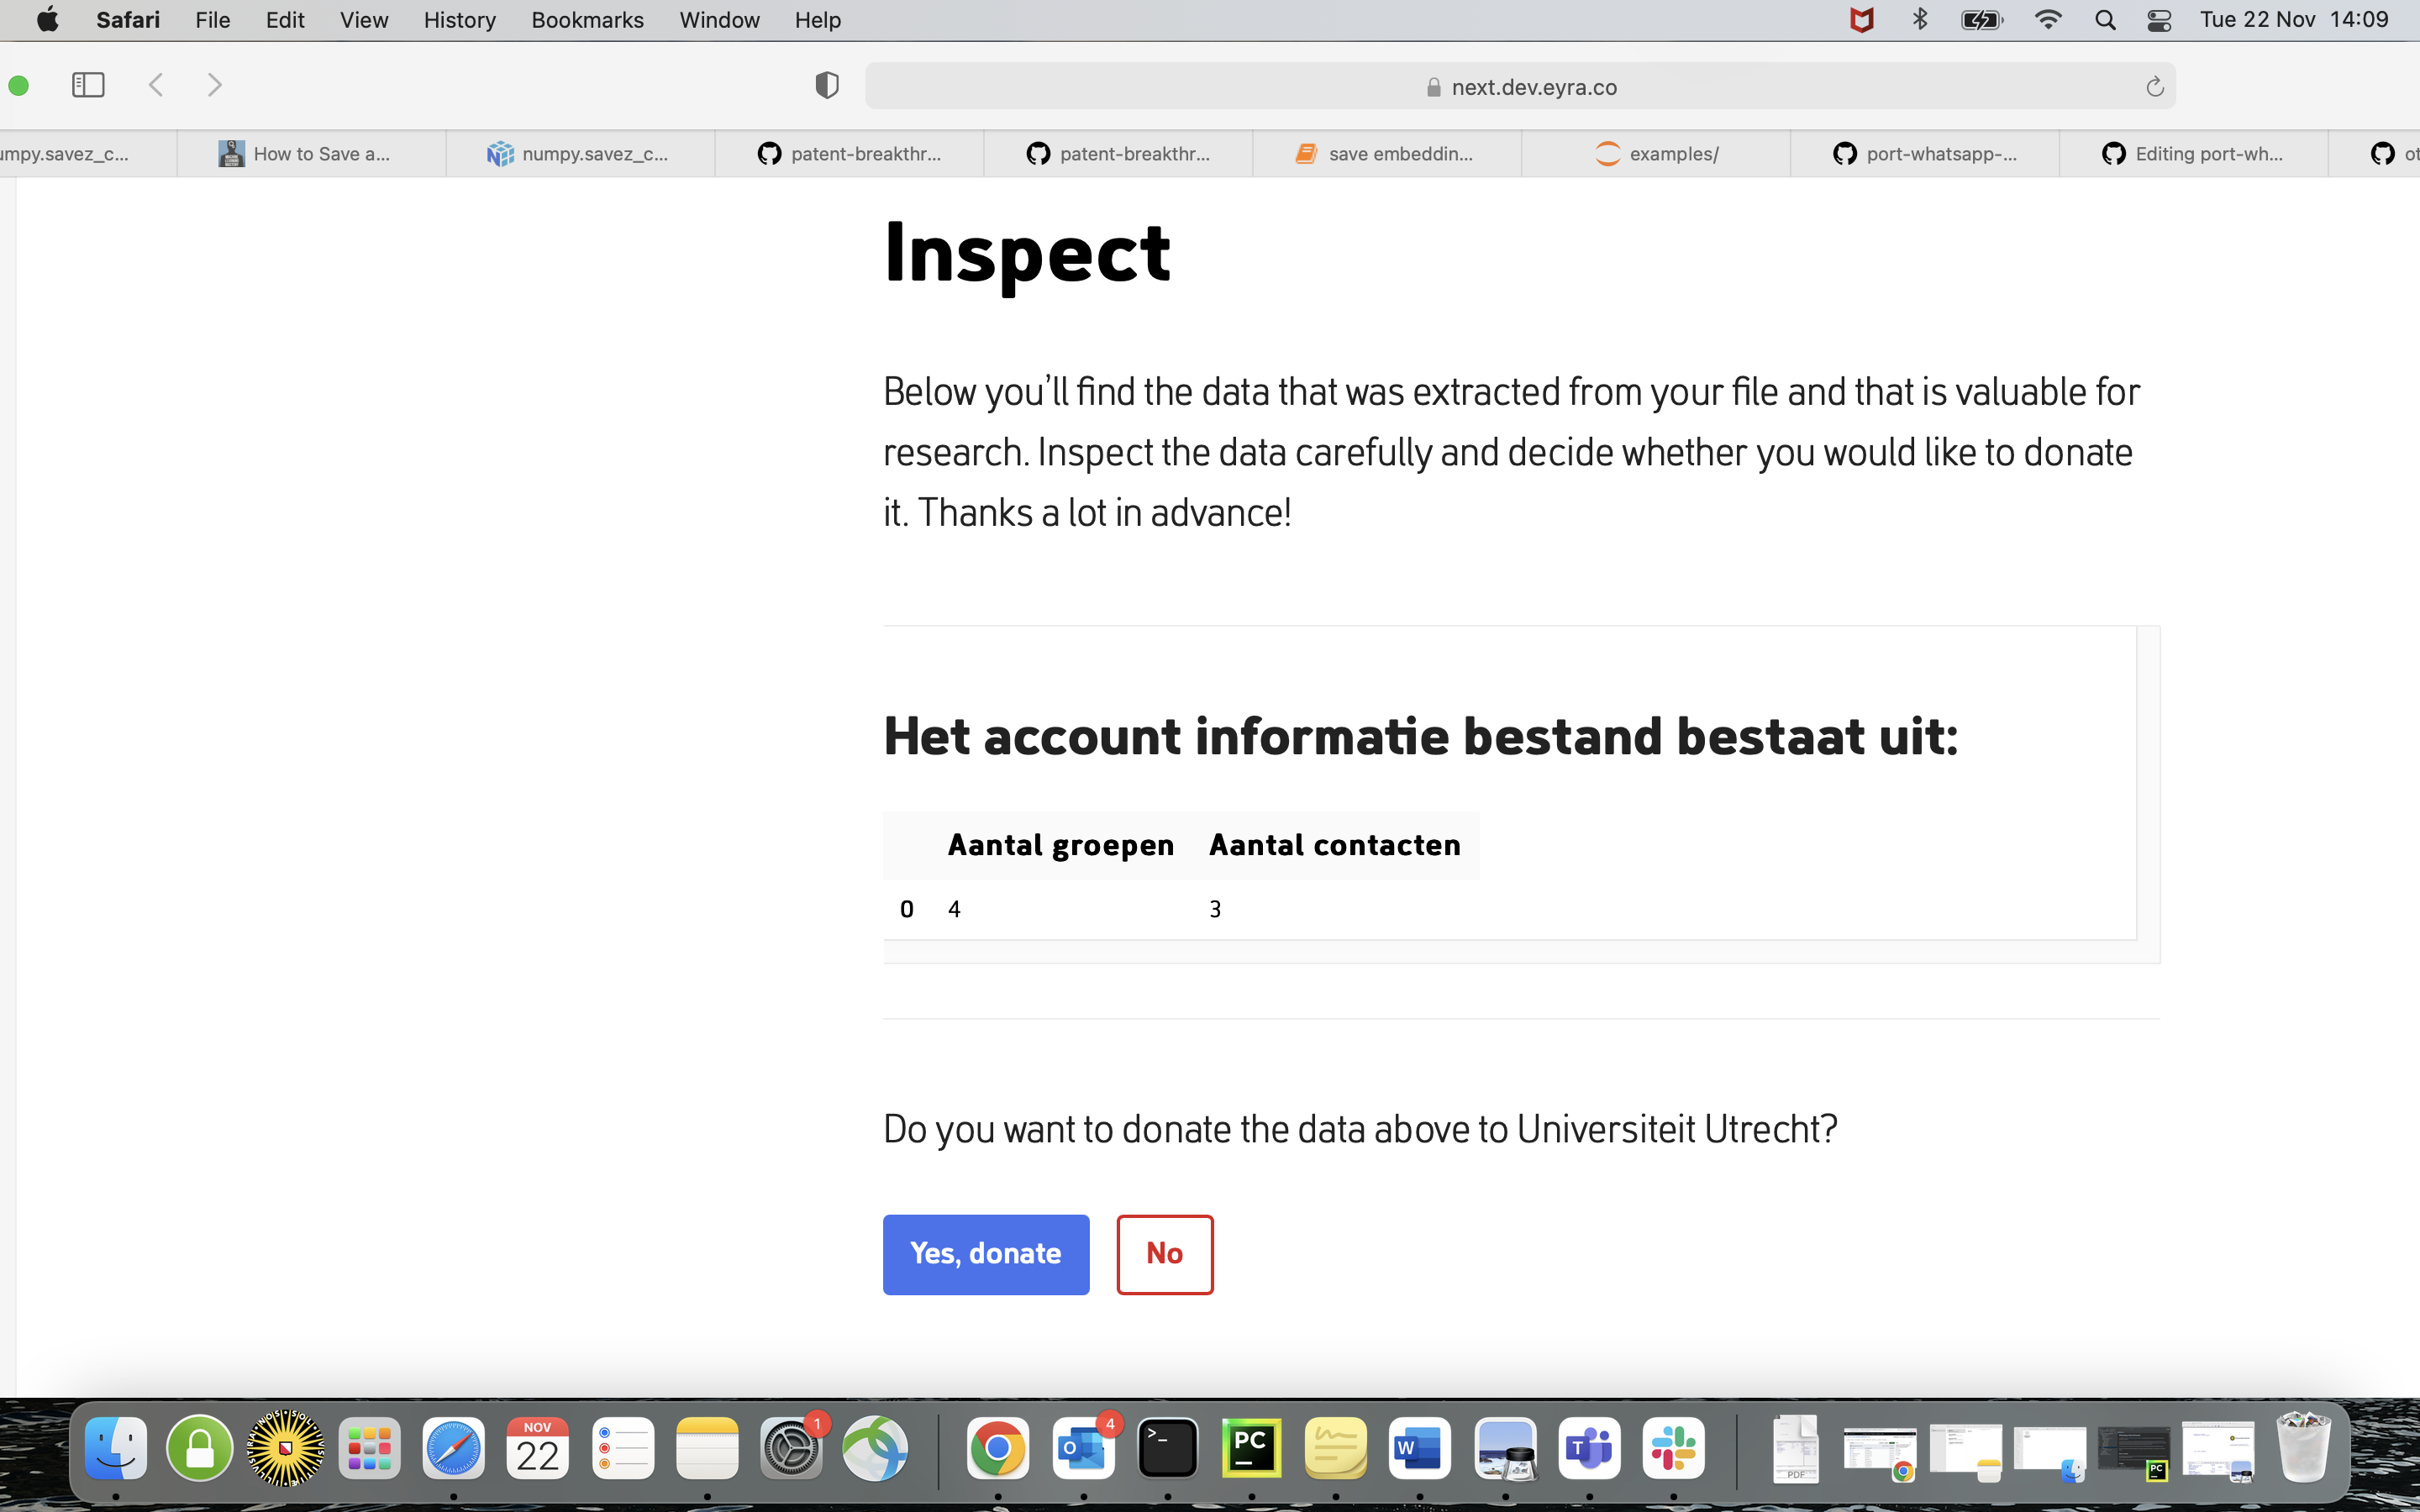 Safari File Edit View History Bookmarks Window Help Tue 22 Nov 14:09
next.dev.eyra.co
umpy.savez_c... How to Save a... numpy.savez_c... patent-breakthr... patent-breakthr... save embeddin... examples/ port-whatsapp-... Editing port-wh... ot
Inspect
Below you'll find the data that was extracted from your file and that is valuable for
research. Inspect the data carefully and decide whether you would like to donate
it. Thanks a lot in advance!
Het account informatie bestand bestaat uit:
Aantal groepen Aantal contacten
0 4 3
Do you want to donate the data above to Universiteit Utrecht?
Yes, donate No
NOV
22
1
4
O
>_
PC
W
T
PDF
PC